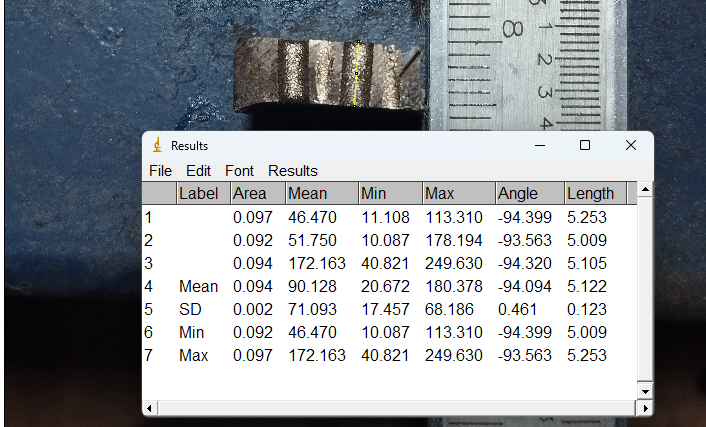 8
1
2
3
4
Results
File Edit Font Results
Label Area Mean Min Max Angle Length
1 0.097 46.470 11.108 113.310 -94.399 5.253
2 0.092 51.750 10.087 178.194 -93.563 5.009
3 0.094 172.163 40.821 249.630 -94.320 5.105
4 Mean 0.094 90.128 20.672 180.378 -94.094 5.122
5 SD 0.002 71.093 17.457 68.186 0.461 0.123
6 Min 0.092 46.470 10.087 113.310 -94.399 5.009
7 Max 0.097 172.163 40.821 249.630 -93.563 5.253